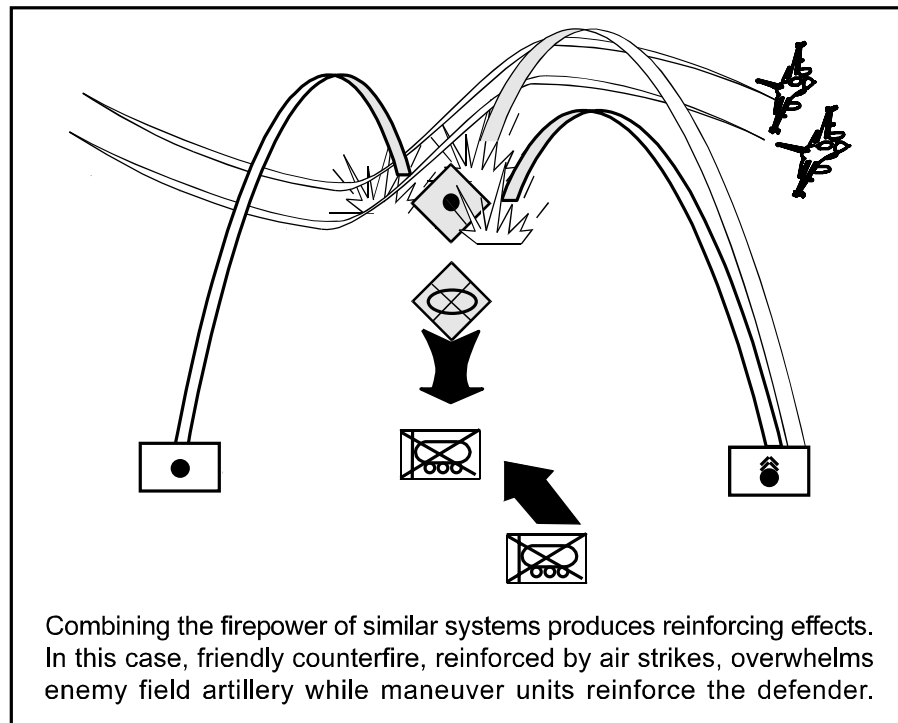 Combining the firepower of similar systems produces reinforcing effects.
In this case, friendly counterfire, reinforced by air strikes, overwhelms
enemy field artillery while maneuver units reinforce the defender.